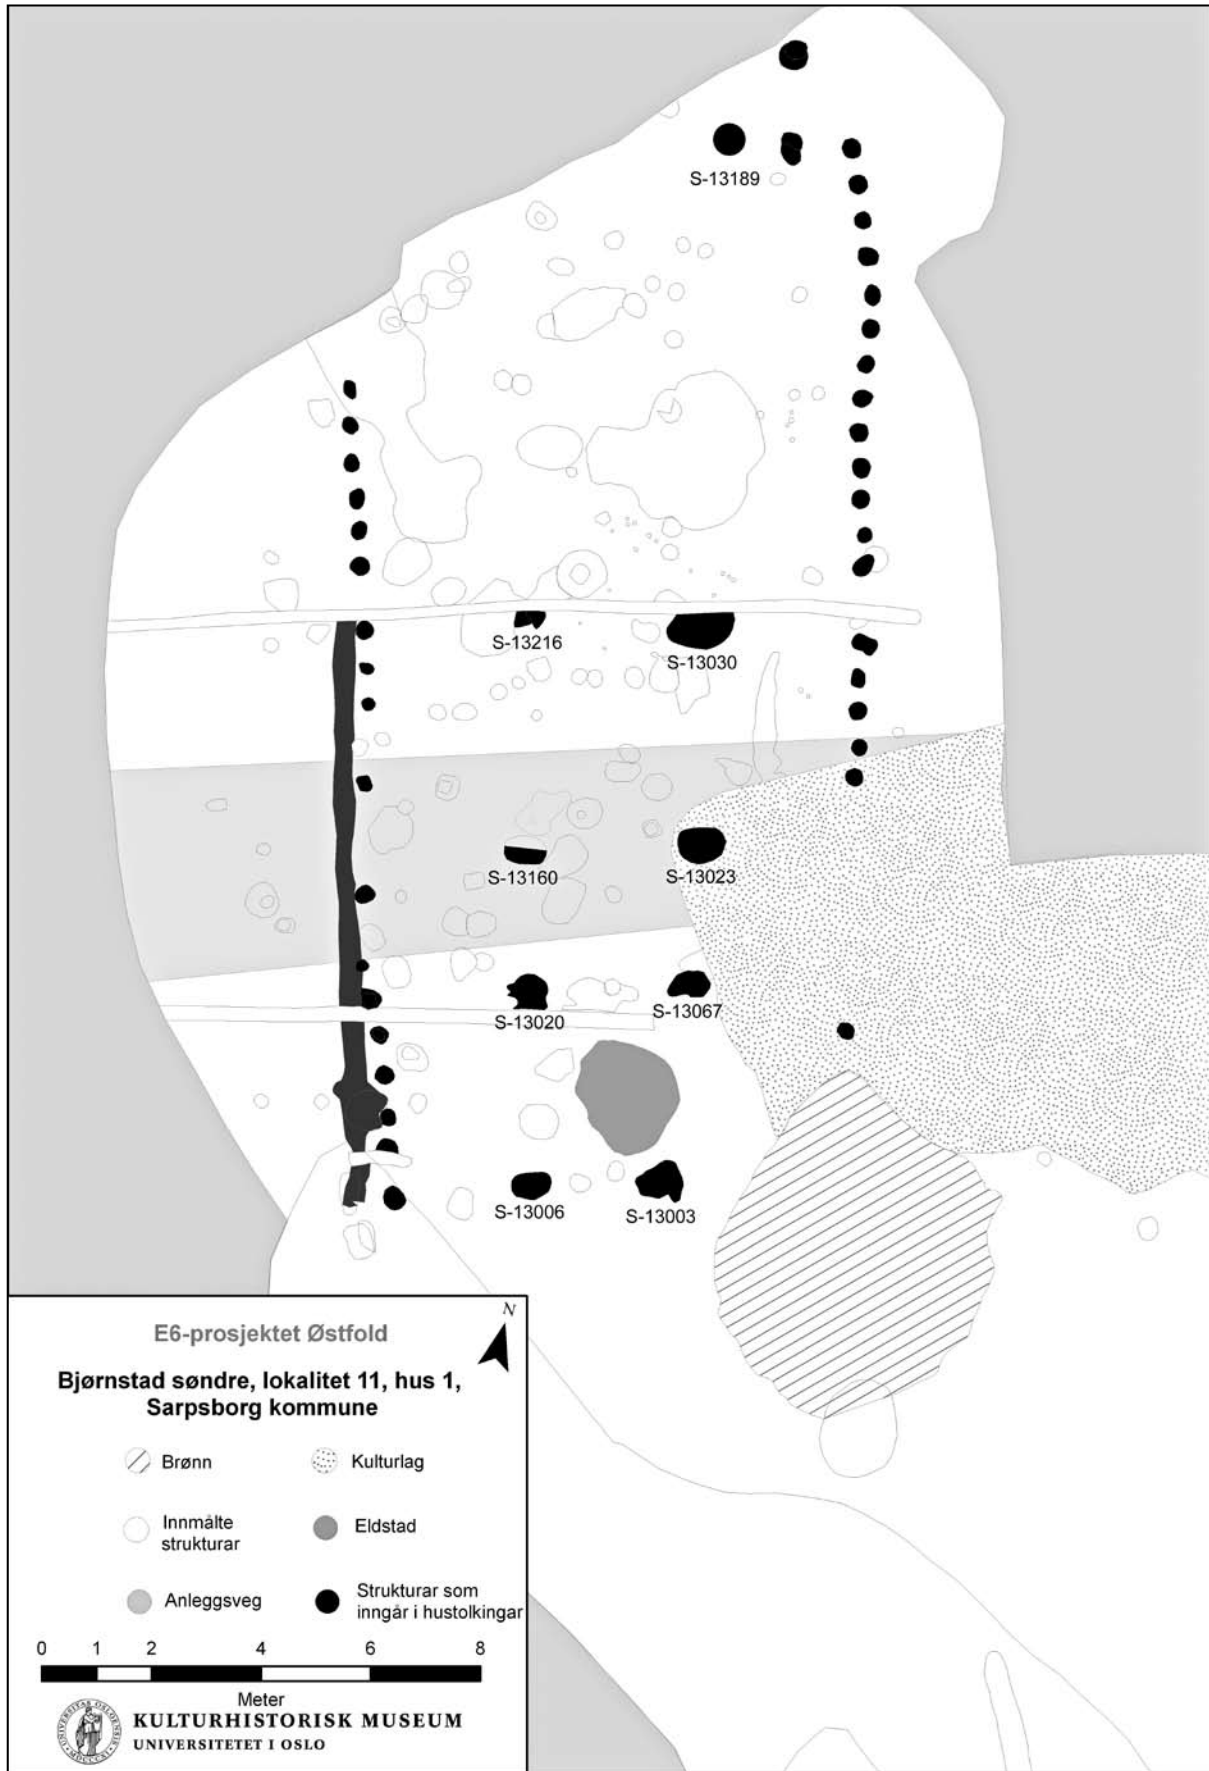 S-13189
S-13216
S-13030
S-13160
S-13023
S-13020
S-13067
S-13006
S-13003
N
E6-prosjektet Østfold
Bjørnstad søndre, lokalitet 11, hus 1,
Sarpsborg kommune
Brønn
Kulturlag
Innmålte
strukturar
Eldstad
Anleggsveg
Strukturar som
inngår i hustolkingar
0 1 2 4 6 8
Meter
KULTURHISTORISK MUSEUM
UNIVERSITETET I OSLO